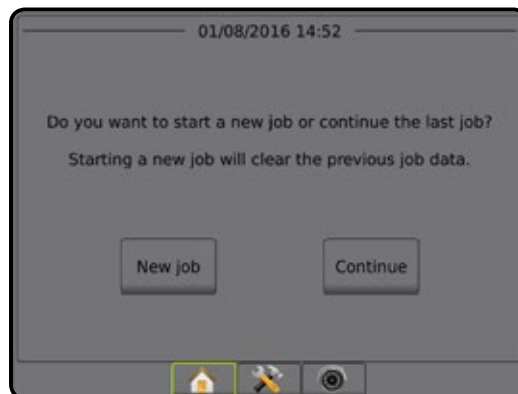 01/08/2016 14:52
Do you want to start a new job or continue the last job?
Starting a new job will clear the previous job data.
New job
Continue